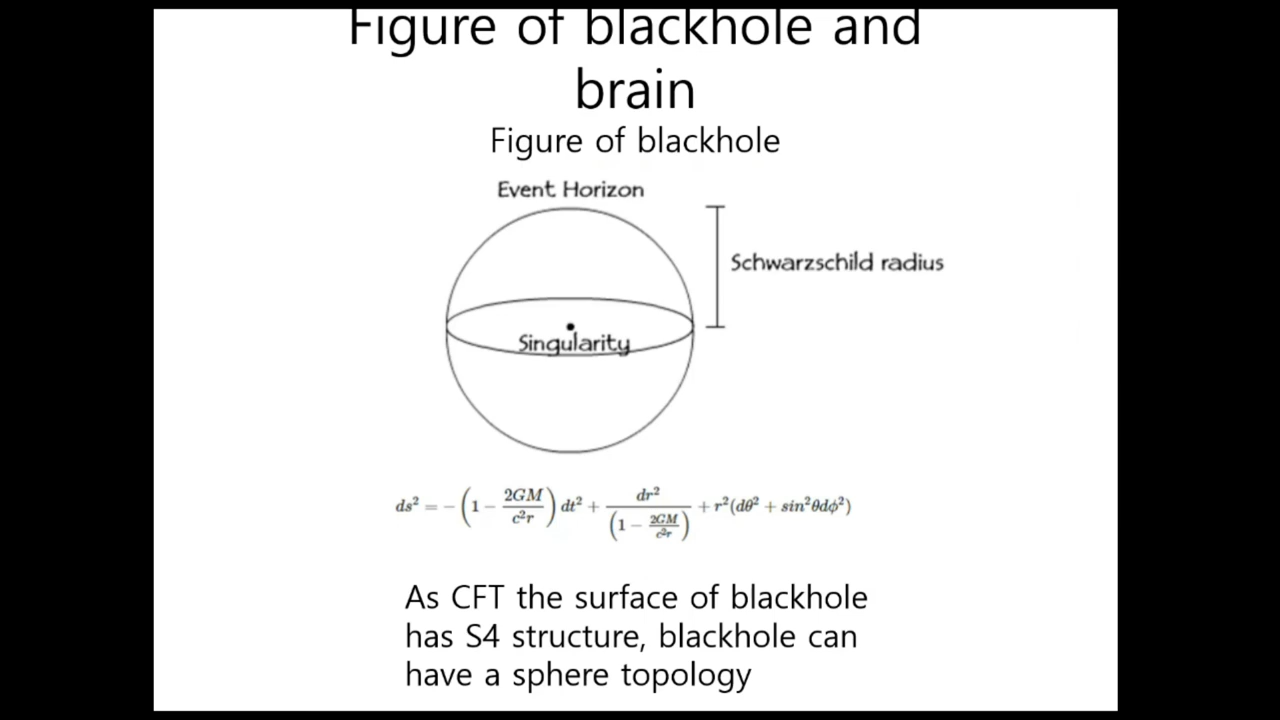 Figure of blackhole and
brain
Figure of blackhole
Event Horizon
Schwarzschild radius
Singularity
ds² = −(1 − 2GM/c²r) dt² + dr²/(1 − 2GM/c²r) + r²(dθ² + sin²θdϕ²)
As CFT the surface of blackhole
has S4 structure, blackhole can
have a sphere topology